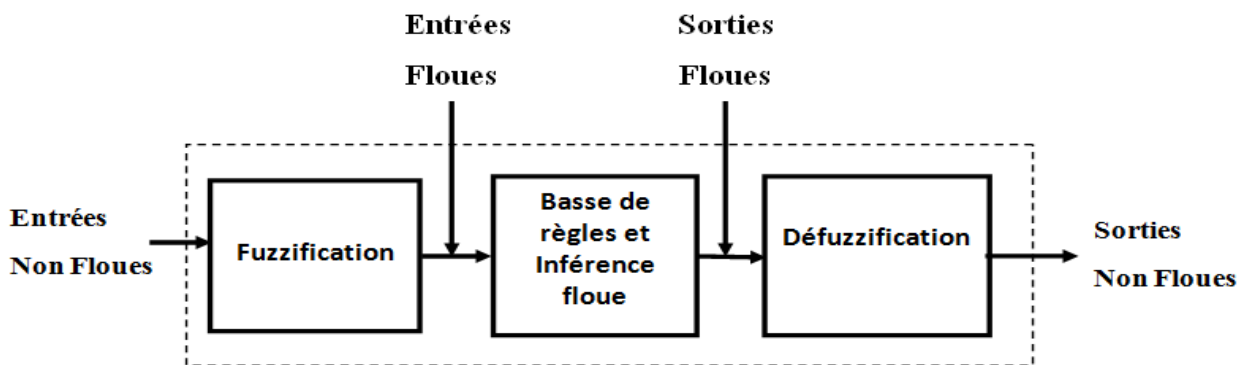 Entrées
Floues
Sorties
Floues
Entrées
Non Floues
Fuzzification
Basse de
règles et
Inférence
floue
Défuzzification
Sorties
Non Floues